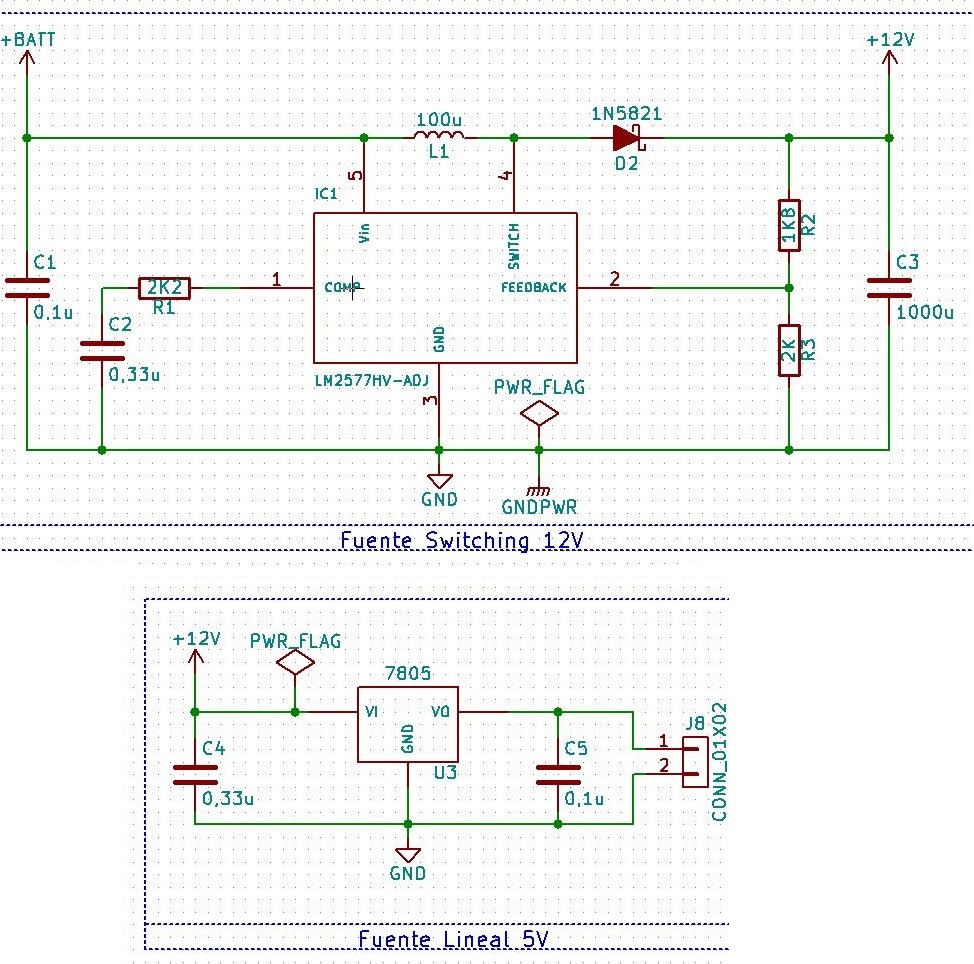 +BATT
+12V
100u
L1
1N5821
D2
5
4
IC1
Vin
SWITCH
1KB
R2
C1
0,1u
2K2
R1
1
COMP
FEEDBACK
2
C3
1000u
C2
0,33u
GND
2K
R3
LM2577HV-ADJ
3
PWR_FLAG
GND
GNDPWR
Fuente Switching 12V
+12V
PWR_FLAG
7805
VI
VO
GND
U3
C4
0,33u
C5
0,1u
J8
1
2
CONN_01X02
GND
Fuente Lineal 5V